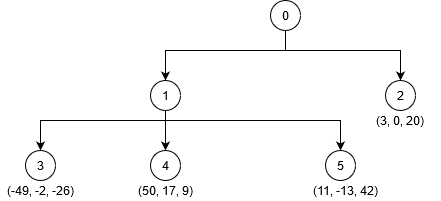 0
1
2
(3, 0, 20)
3
4
5
(-49, -2, -26)
(50, 17, 9)
(11, -13, 42)